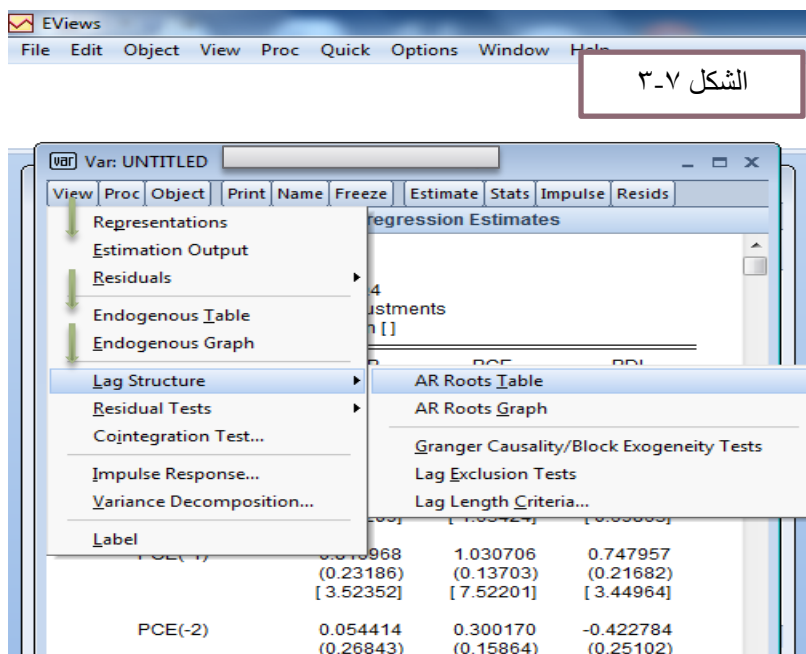 EViews
File Edit Object View Proc Quick Options Window Help
الشكل ٧-٣
var Var: UNTITLED
View Proc Object Print Name Freeze Estimate Stats Impulse Resids
regression Estimates
Representations
Estimation Output
Residuals
Endogenous Table
Endogenous Graph
Lag Structure
Residual Tests
Cointegration Test...
Impulse Response...
Variance Decomposition...
Label
AR Roots Table
AR Roots Graph
Granger Causality/Block Exogeneity Tests
Lag Exclusion Tests
Lag Length Criteria...
1.030706 0.747957
(0.23186) (0.13703) (0.21682)
[ 3.52352] [ 7.52201] [ 3.44964]
PCE(-2) 0.054414 0.300170 -0.422784
(0.26843) (0.15864) (0.25102)